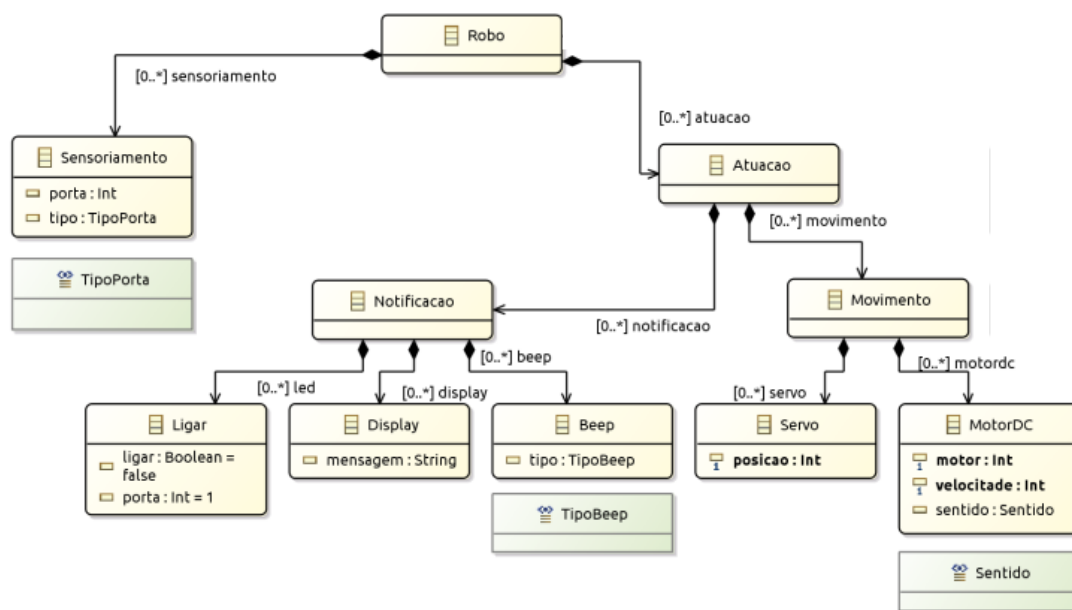 Robo
[0..*] sensoriamento
[0..*] atuacao
Sensoriamento
porta : Int
tipo : TipoPorta
Atuacao
[0..*] movimento
TipoPorta
Notificacao
Movimento
[0..*] notificacao
[0..*] beep
[0..*] motordc
[0..*] led
[0..*] display
[0..*] servo
Ligar
ligar : Boolean =
false
porta : Int = 1
Display
mensagem : String
Beep
tipo : TipoBeep
Servo
posicao : Int
MotorDC
motor : Int
velocitade : Int
sentido : Sentido
TipoBeep
Sentido